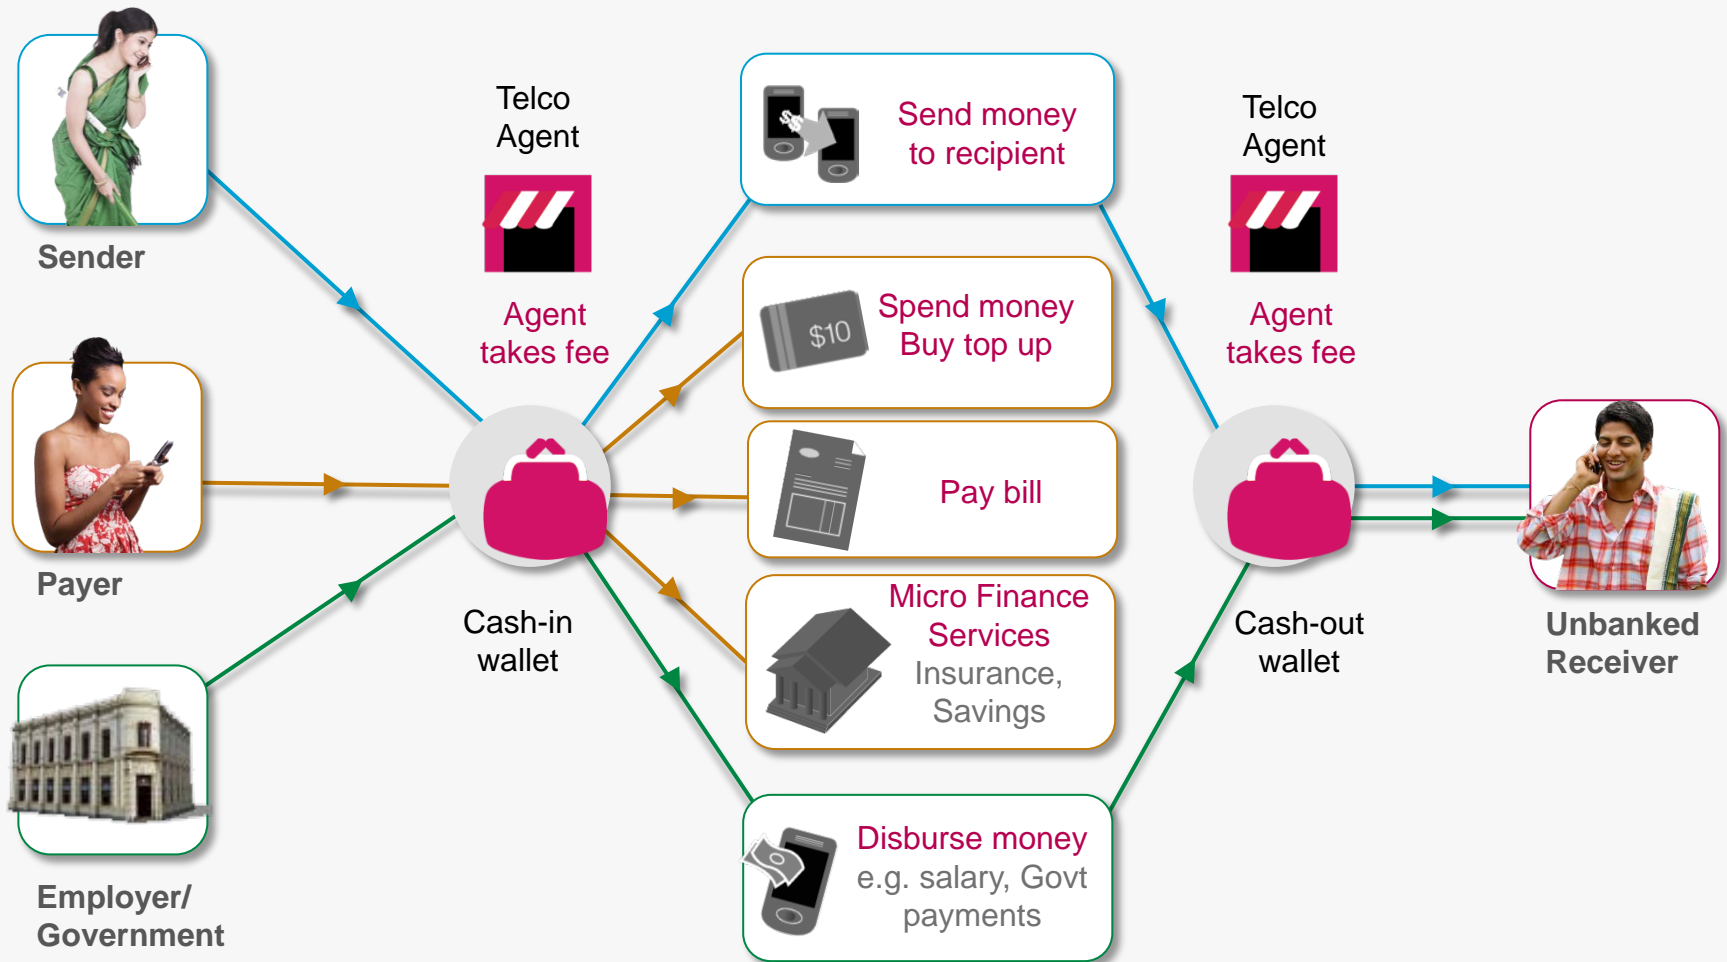 Sender
Payer
Employer/
Government
Telco
Agent
Agent
takes fee
Cash-in
wallet
$$
Send money
to recipient
$10
Spend money
Buy top up
Pay bill
Micro Finance
Services
Insurance,
Savings
Disburse money
e.g. salary, Govt
payments
Telco
Agent
Agent
takes fee
Cash-out
wallet
Unbanked
Receiver